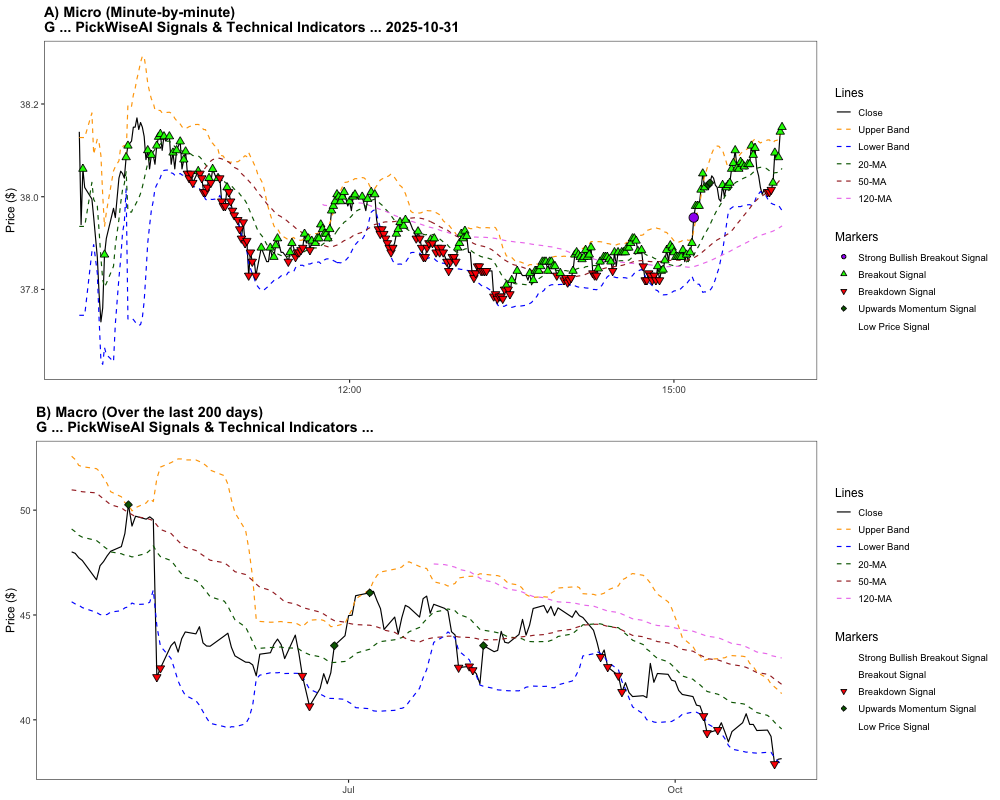 A) Micro (Minute-by-minute)
G ... PickWiseAI Signals & Technical Indicators ... 2025-10-31
Price ($)
38.2
38.0
37.8
12:00
15:00
Lines
Close
Upper Band
Lower Band
20-MA
50-MA
120-MA
Markers
Strong Bullish Breakout Signal
Breakout Signal
Breakdown Signal
Upwards Momentum Signal
Low Price Signal
B) Macro (Over the last 200 days)
G ... PickWiseAI Signals & Technical Indicators ...
Price ($)
50
45
40
Jul
Oct
Lines
Close
Upper Band
Lower Band
20-MA
50-MA
120-MA
Markers
Strong Bullish Breakout Signal
Breakout Signal
Breakdown Signal
Upwards Momentum Signal
Low Price Signal